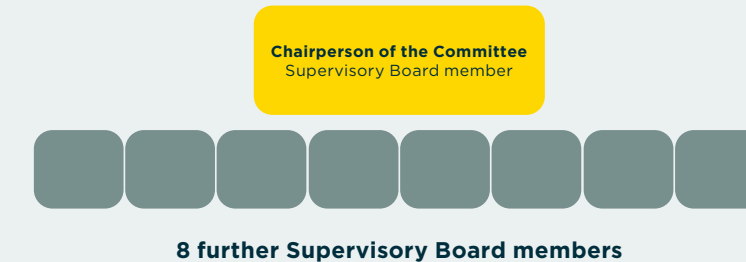 Chairperson of the Committee
Supervisory Board member
8 further Supervisory Board members